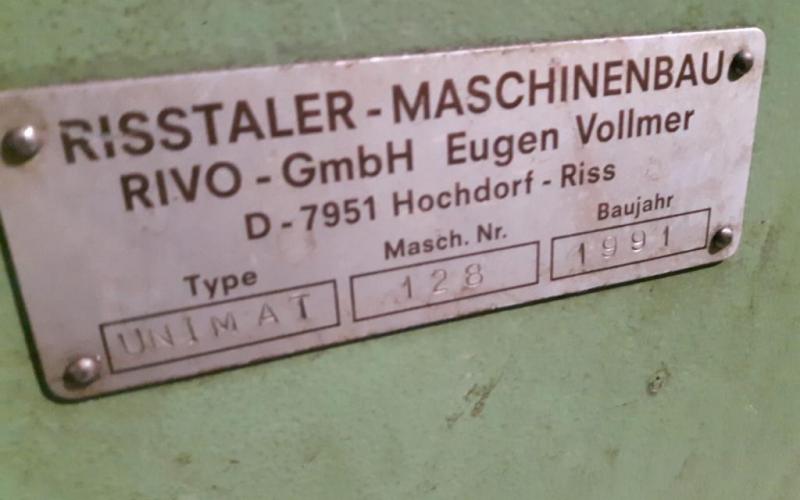 RISSTALER - MASCHINENBAU
RIVO - GmbH Eugen Vollmer
D - 7951 Hochdorf - Riss
Type Masch. Nr. Baujahr
UNIMAT 128 1991